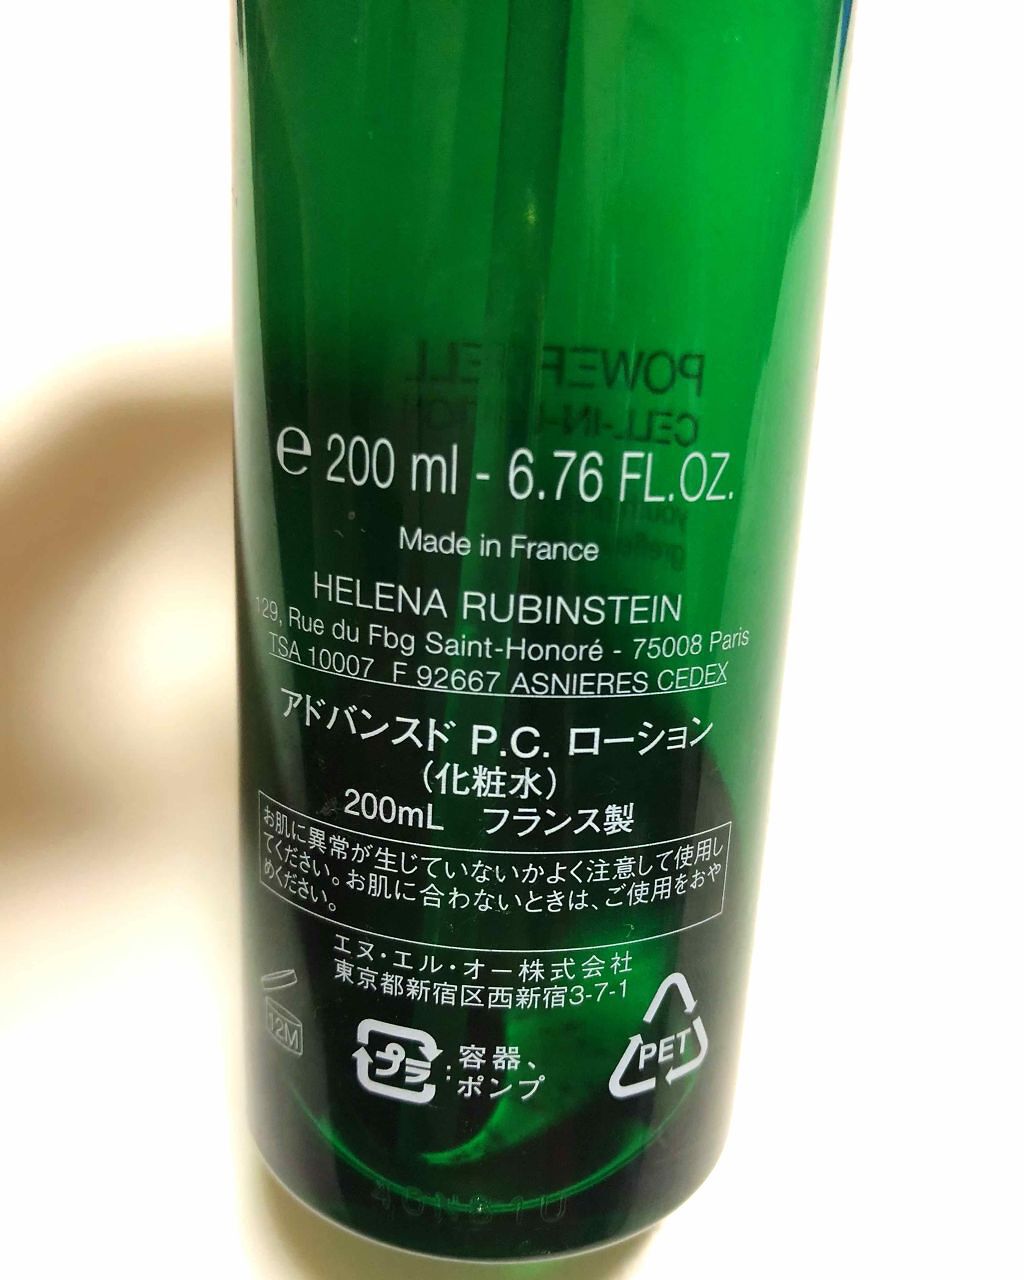 POWER CELL
CELL-IN-
e 200 ml - 6.76 FL.OZ.
Made in France
HELENA RUBINSTEIN
129, Rue du Fbg Saint-Honoré - 75008 Paris
TSA 10007 F 92667 ASNIERES CEDEX
アドバンスド P.C. ローション
（化粧水）
200mL フランス製
お肌に異常が生じていないかよく注意して使用し
てください。お肌に合わないときは、ご使用をおや
めください。
エヌ・エル・オー株式会社
東京都新宿区西新宿3-7-1
12M
プラ : 容器、
ポンプ
PET